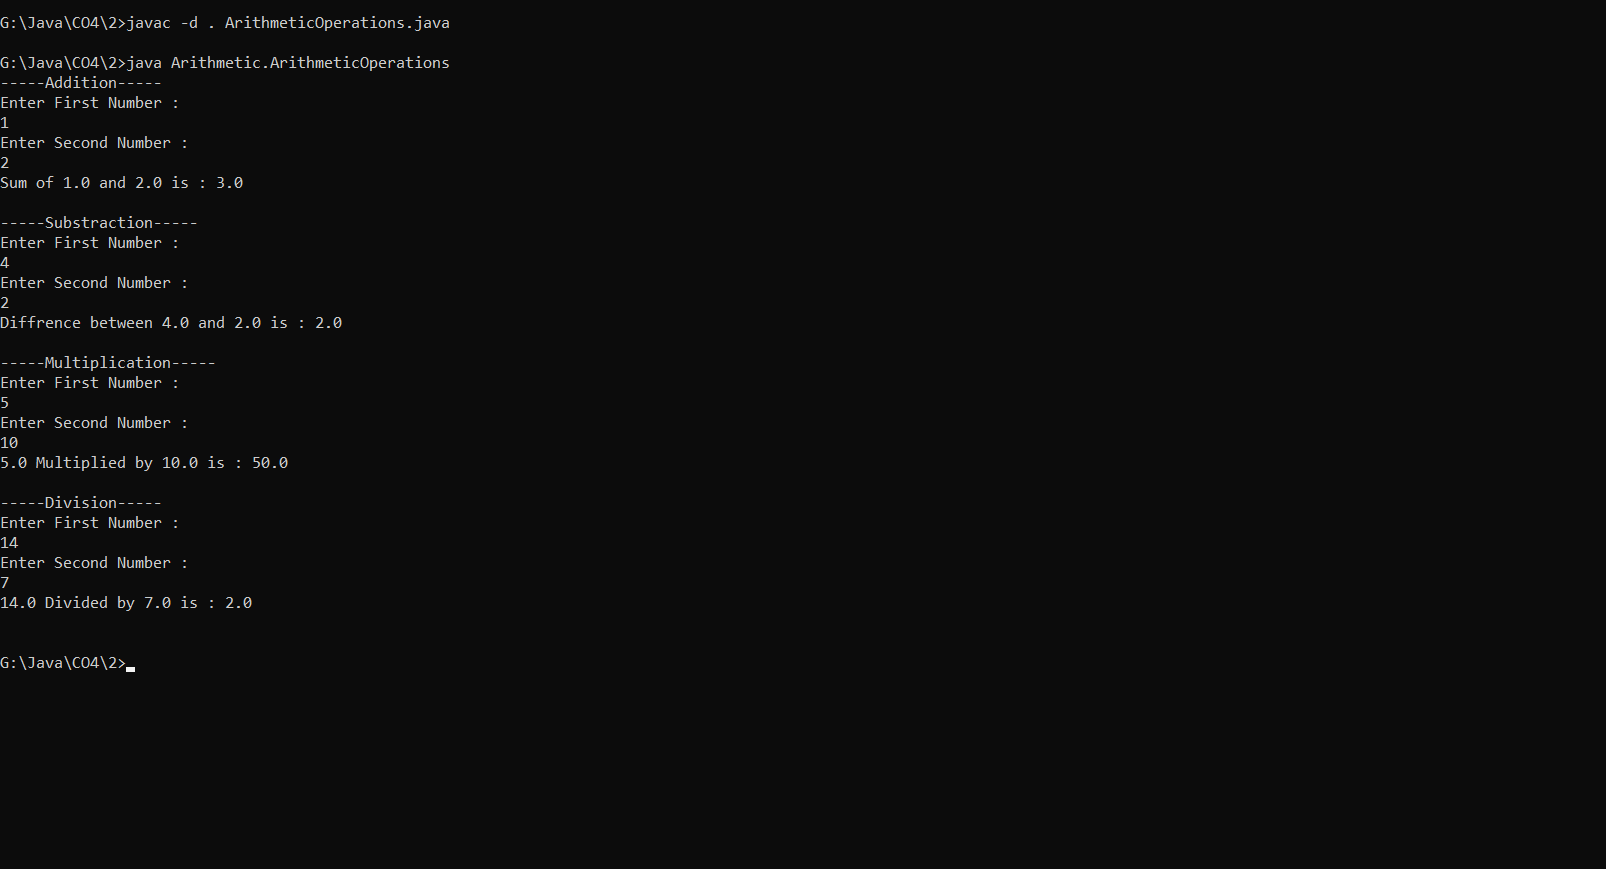 G:\Java\CO4\2>javac -d . ArithmeticOperations.java
G:\Java\CO4\2>java Arithmetic.ArithmeticOperations
-----Addition-----
Enter First Number :
1
Enter Second Number :
2
Sum of 1.0 and 2.0 is : 3.0
-----Substraction-----
Enter First Number :
4
Enter Second Number :
2
Diffrence between 4.0 and 2.0 is : 2.0
-----Multiplication-----
Enter First Number :
5
Enter Second Number :
10
5.0 Multiplied by 10.0 is : 50.0
-----Division-----
Enter First Number :
14
Enter Second Number :
7
14.0 Divided by 7.0 is : 2.0
G:\Java\CO4\2>